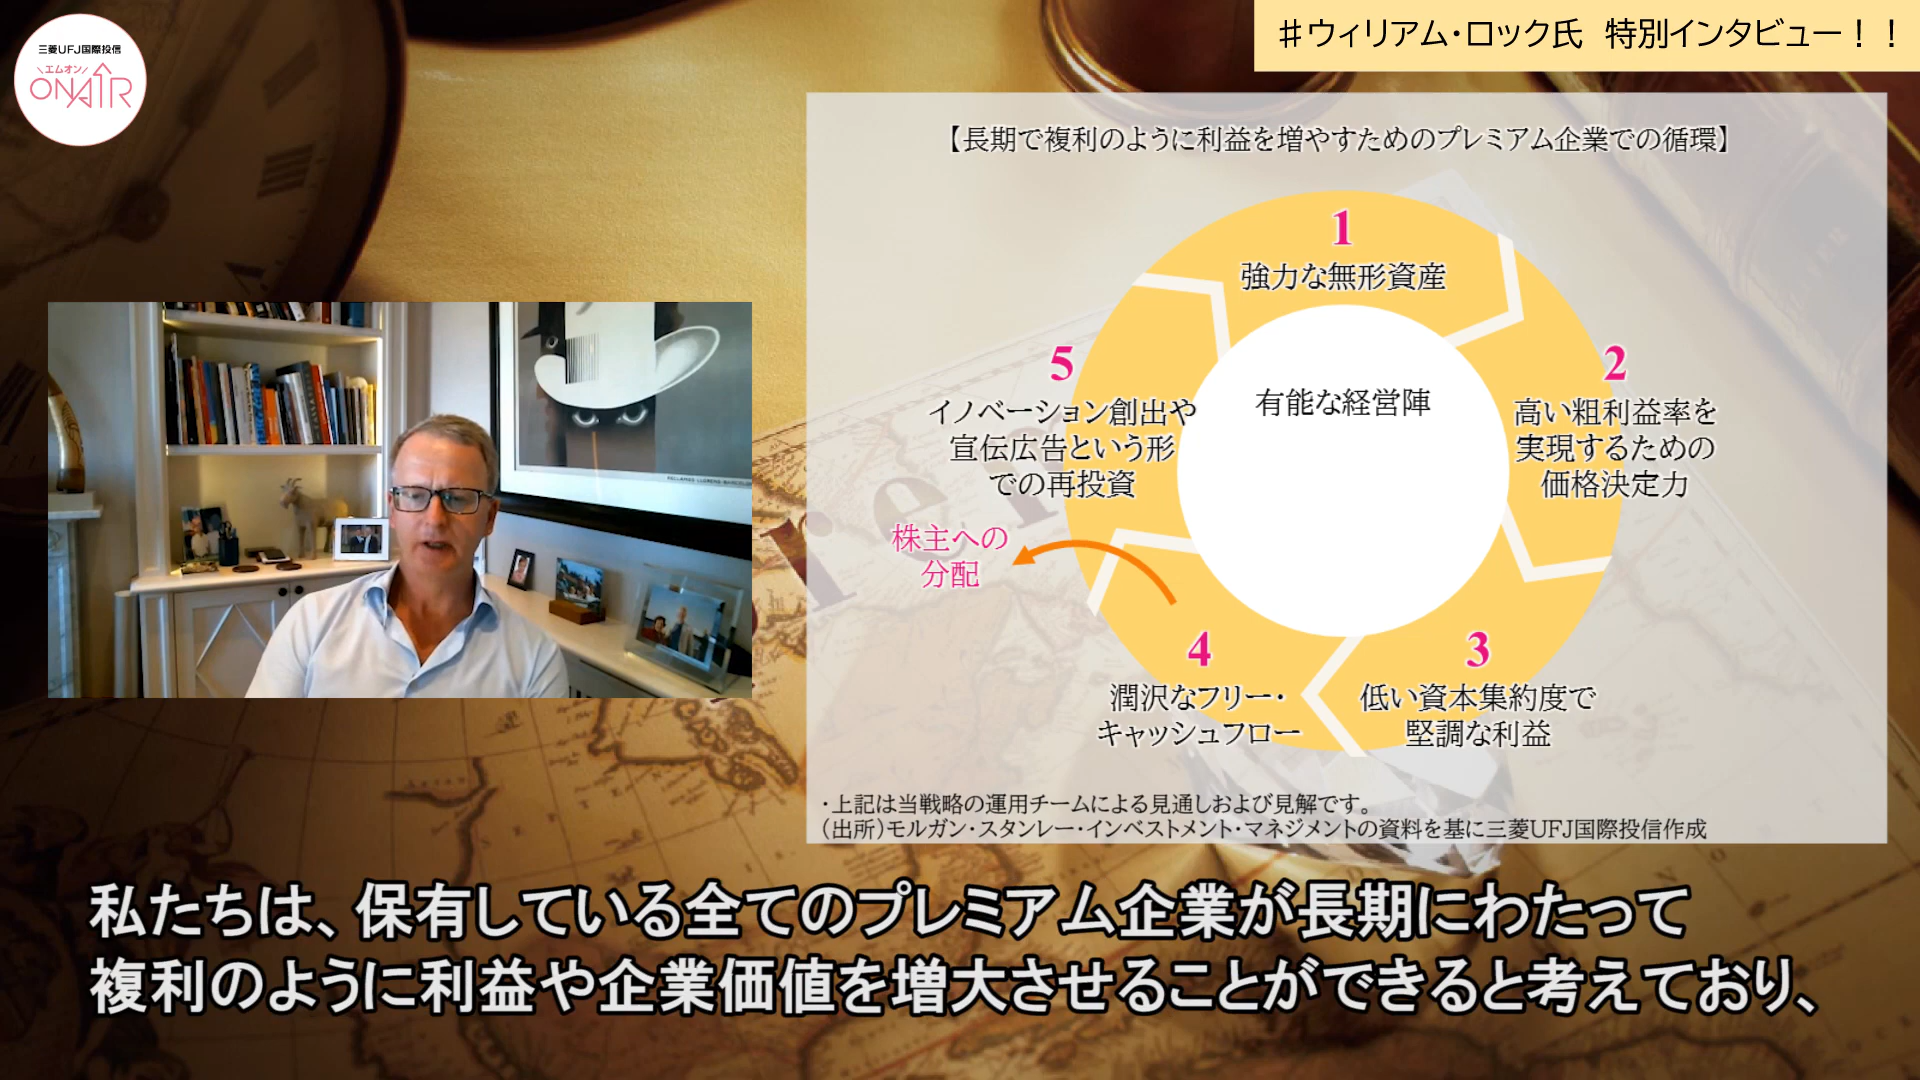 三菱UFJ国際投信
＼エムオン／
ONAIR
＃ウィリアム・ロック氏　特別インタビュー！！
【長期で複利のように利益を増やすためのプレミアム企業での循環】
1
強力な無形資産
2
高い粗利益率を
実現するための
価格決定力
3
低い資本集約度で
堅調な利益
4
潤沢なフリー・
キャッシュフロー
5
イノベーション創出や
宣伝広告という形
での再投資
株主への
分配
有能な経営陣
・上記は当戦略の運用チームによる見通しおよび見解です。
（出所）モルガン・スタンレー・インベストメント・マネジメントの資料を基に三菱UFJ国際投信作成
私たちは、保有している全てのプレミアム企業が長期にわたって
複利のように利益や企業価値を増大させることができると考えており、